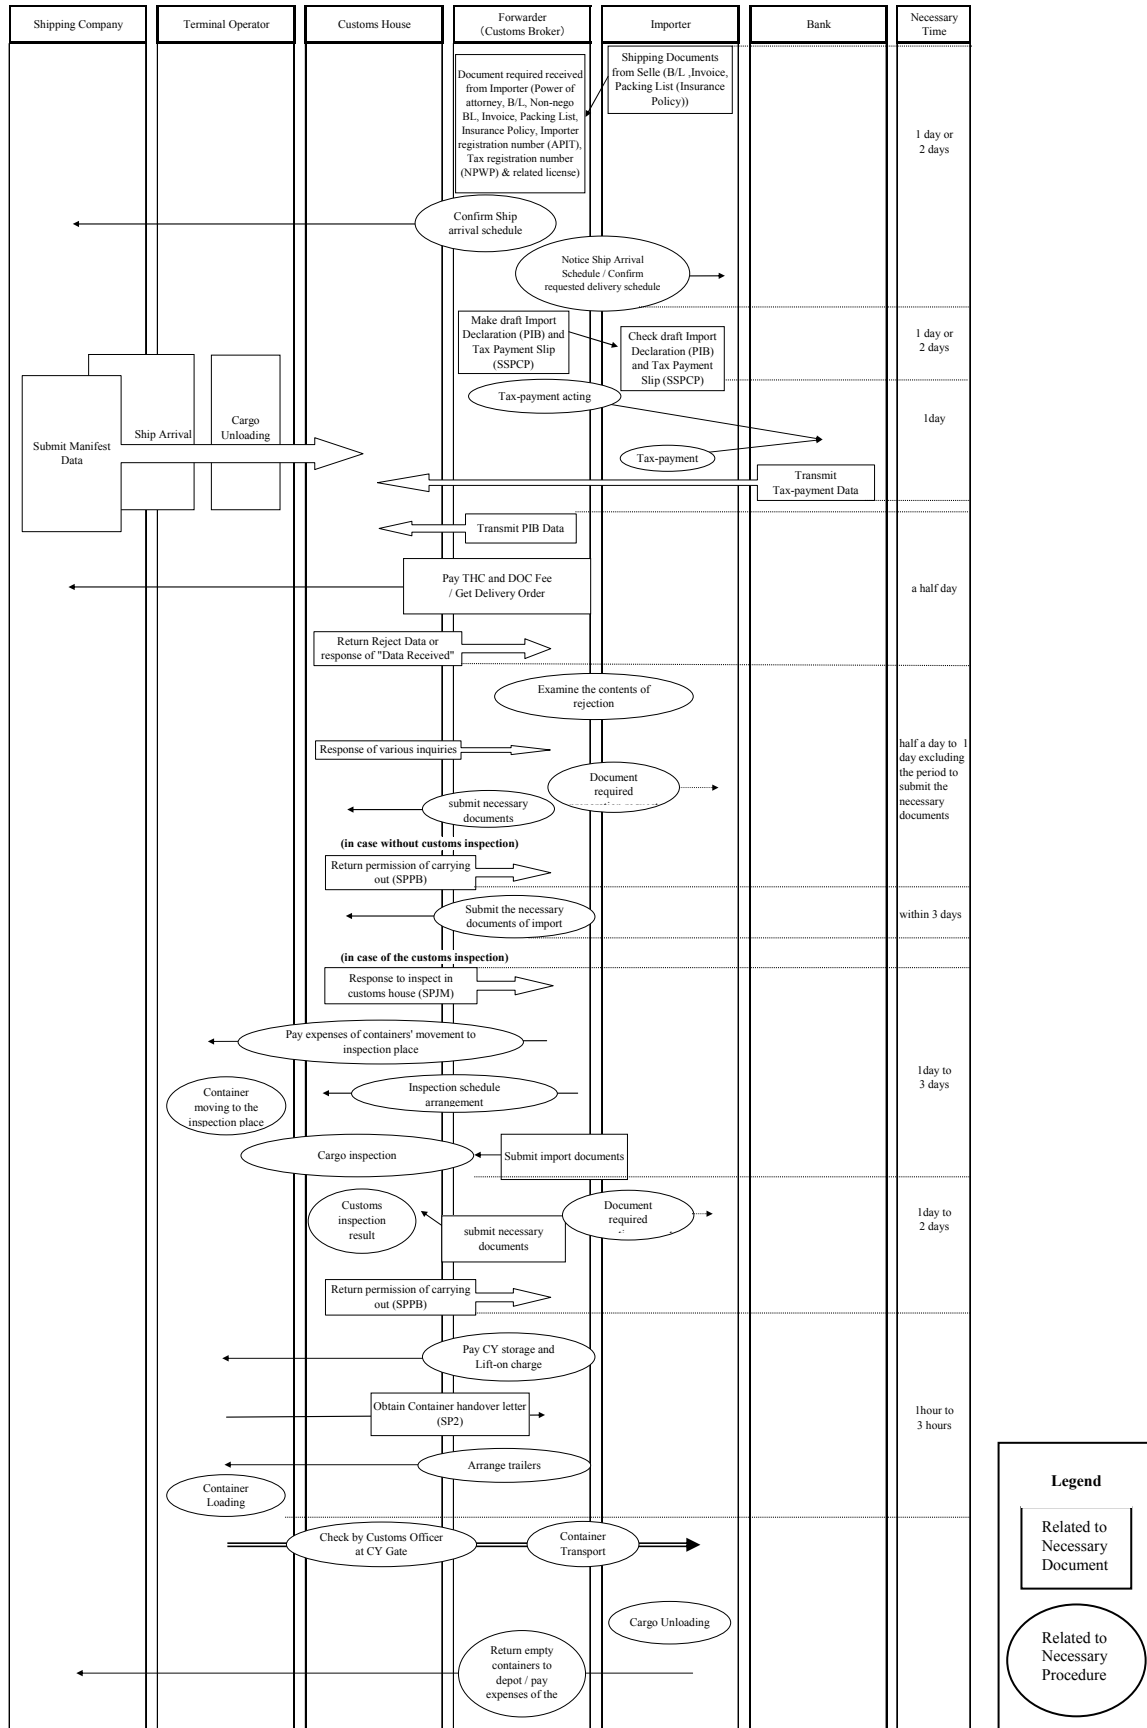 Shipping Company
Terminal Operator
Customs House
Forwarder
(Customs Broker)
Importer
Bank
Necessary
Time
Shipping Documents
from Selle (B/L ,Invoice,
Packing List (Insurance
Policy))
Document required received
from Importer (Power of
attorney, B/L, Non-nego
BL, Invoice, Packing List,
Insurance Policy, Importer
registration number (APIT),
Tax registration number
(NPWP) & related license)
1 day or
2 days
Confirm Ship
arrival schedule
Notice Ship Arrival
Schedule / Confirm
requested delivery schedule
Make draft Import
Declaration (PIB) and
Tax Payment Slip
(SSPCP)
Check draft Import
Declaration (PIB)
and Tax Payment
Slip (SSPCP)
1 day or
2 days
Tax-payment acting
1day
Submit Manifest
Data
Ship Arrival
Cargo
Unloading
Tax-payment
Transmit
Tax-payment Data
Transmit PIB Data
Pay THC and DOC Fee
/ Get Delivery Order
a half day
Return Reject Data or
response of "Data Received"
Examine the contents of
rejection
Response of various inquiries
half a day to 1
day excluding
the period to
submit the
necessary
documents
Document
required
submit necessary
documents
(in case without customs inspection)
Return permission of carrying
out (SPPB)
Submit the necessary
documents of import
within 3 days
(in case of the customs inspection)
Response to inspect in
customs house (SPJM)
Pay expenses of containers' movement to
inspection place
Inspection schedule
arrangement
1day to
3 days
Container
moving to the
inspection place
Cargo inspection
Submit import documents
Customs
inspection
result
submit necessary
documents
Document
required
1day to
2 days
Return permission of carrying
out (SPPB)
Pay CY storage and
Lift-on charge
Obtain Container handover letter
(SP2)
1hour to
3 hours
Arrange trailers
Container
Loading
Check by Customs Officer
at CY Gate
Container
Transport
Cargo Unloading
Return empty
containers to
depot / pay
expenses of the
Legend
Related to
Necessary
Document
Related to
Necessary
Procedure